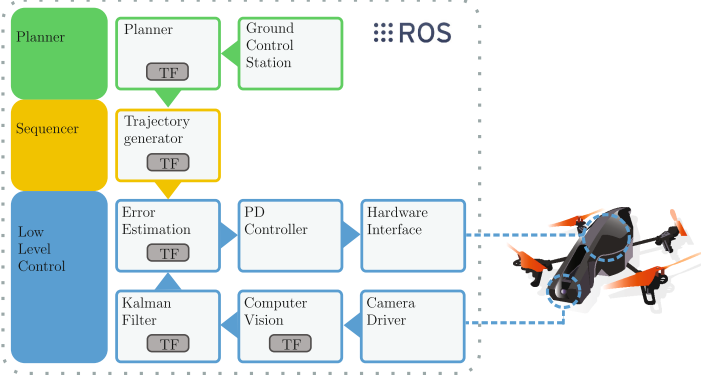 Planner
Planner
TF
Ground
Control
Station
ROS
Sequencer
Trajectory
generator
TF
Low
Level
Control
Error
Estimation
TF
PD
Controller
Hardware
Interface
Kalman
Filter
TF
Computer
Vision
TF
Camera
Driver